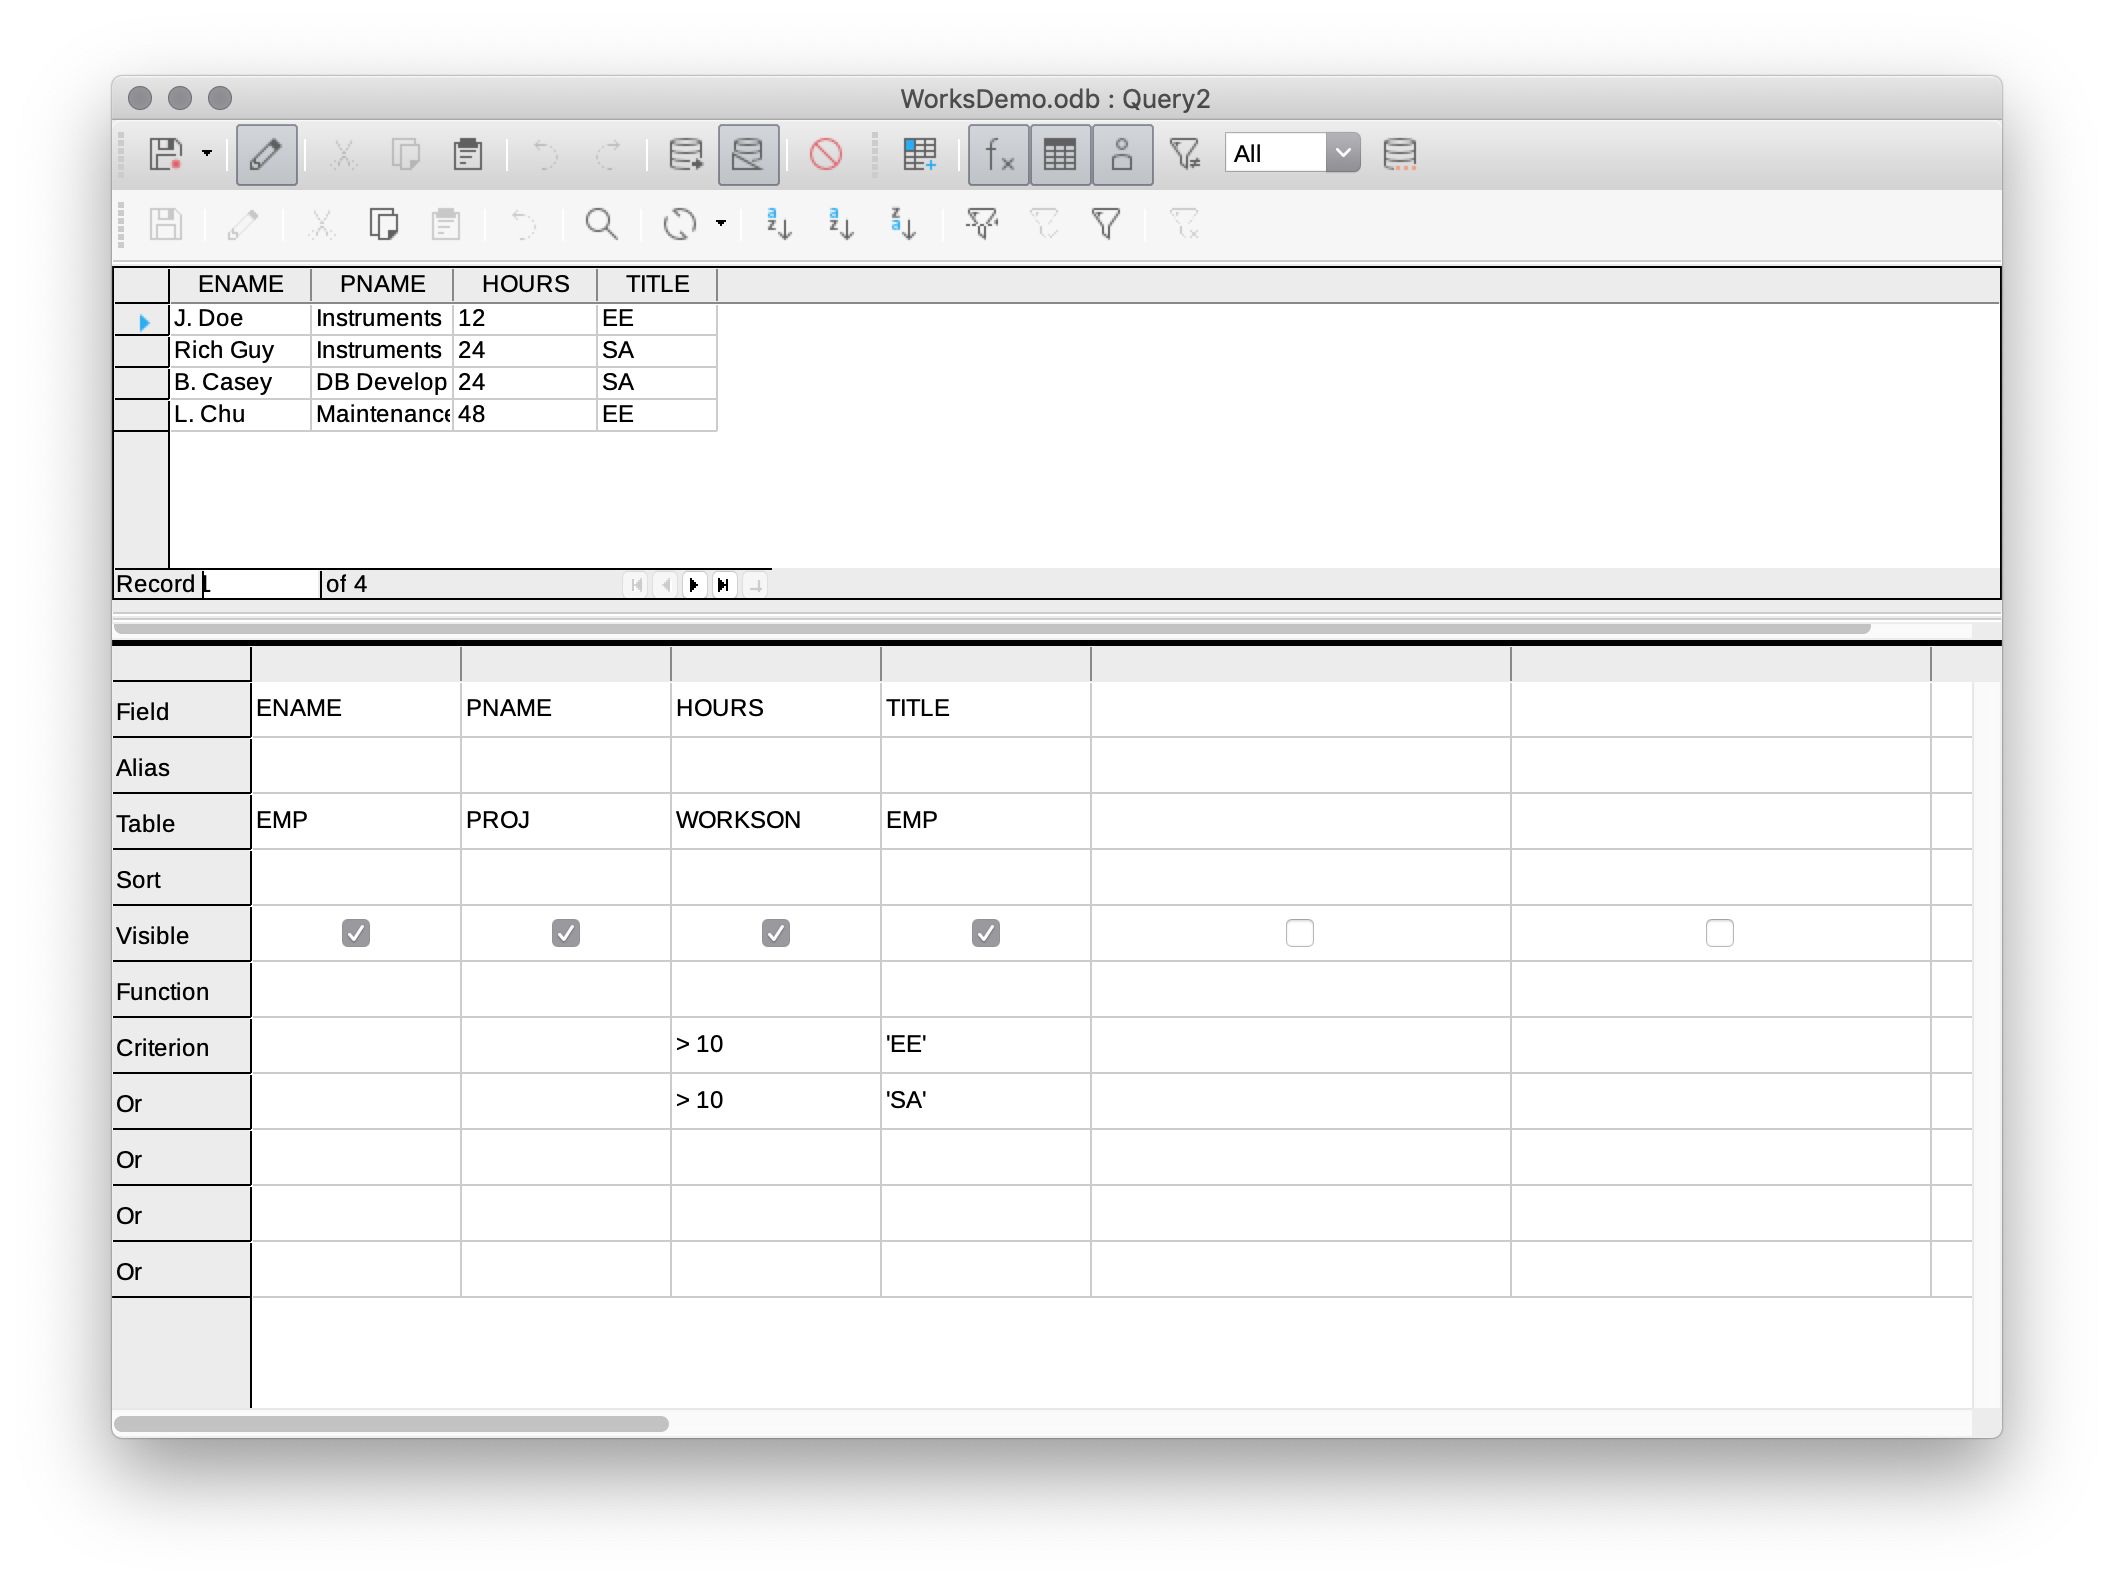 WorksDemo.odb : Query2
All
ENAME PNAME HOURS TITLE
J. Doe Instruments 12 EE
Rich Guy Instruments 24 SA
B. Casey DB Develop 24 SA
L. Chu Maintenance 48 EE
Record 1 of 4
Field ENAME PNAME HOURS TITLE
Alias
Table EMP PROJ WORKSON EMP
Sort
Visible
Function
Criterion > 10 'EE'
Or > 10 'SA'
Or
Or
Or